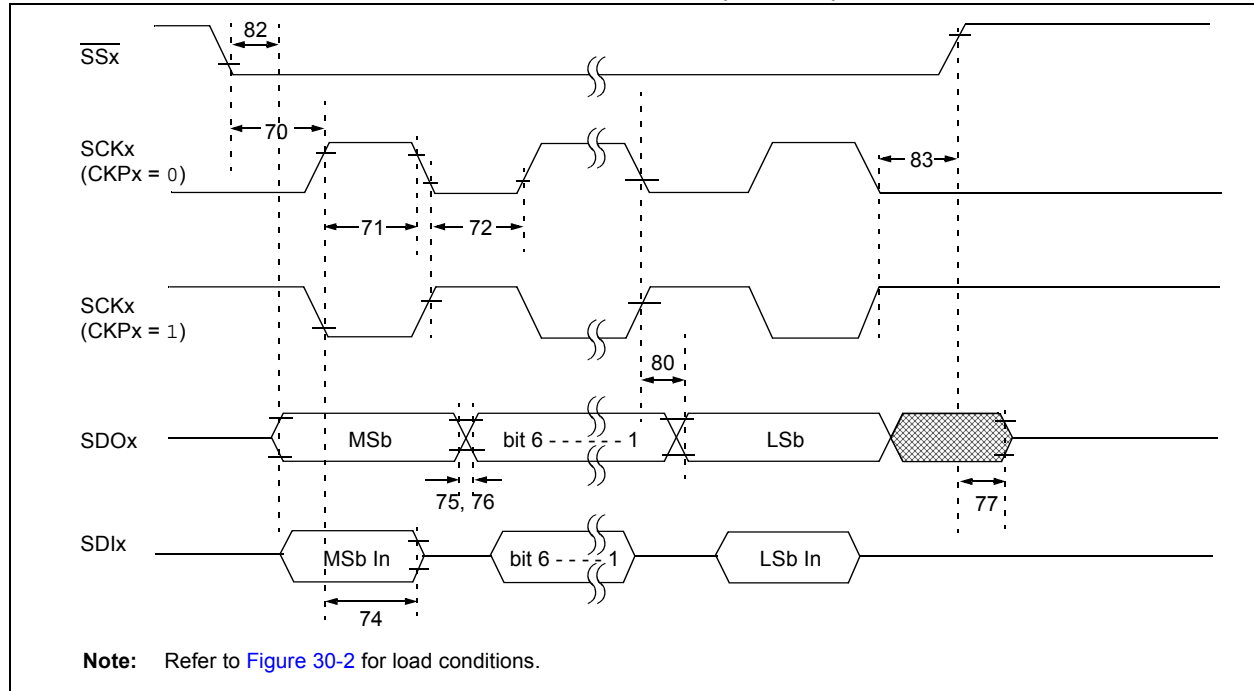 82
SSx
70
SCKx
(CKPx = 0)
83
71
72
SCKx
(CKPx = 1)
80
SDOx
MSb
bit 6 - - - - - - 1
LSb
75, 76
77
SDIx
MSb In
bit 6 - - - - 1
LSb In
74
Note: Refer to Figure 30-2 for load conditions.